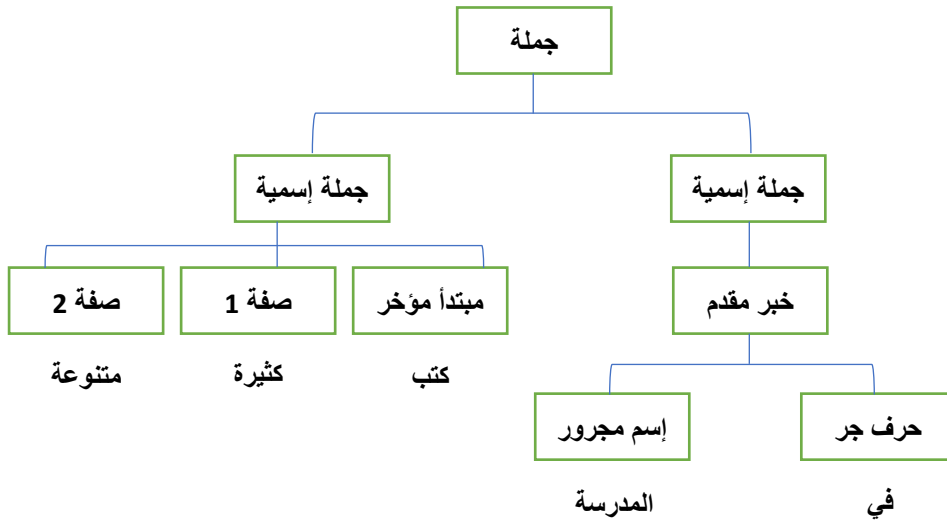 جملة
جملة إسمية
جملة إسمية
خبر مقدم
مبتدأ مؤخر
صفة 1
صفة 2
كتب
كثيرة
متنوعة
حرف جر
إسم مجرور
في
المدرسة